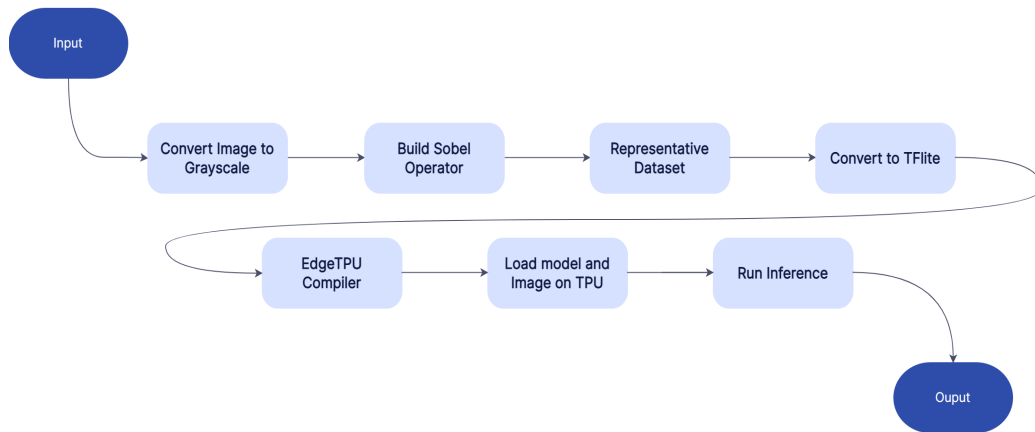 Input
Convert Image to
Grayscale
Build Sobel
Operator
Representative
Dataset
Convert to TFlite
EdgeTPU
Compiler
Load model and
Image on TPU
Run Inference
Ouput